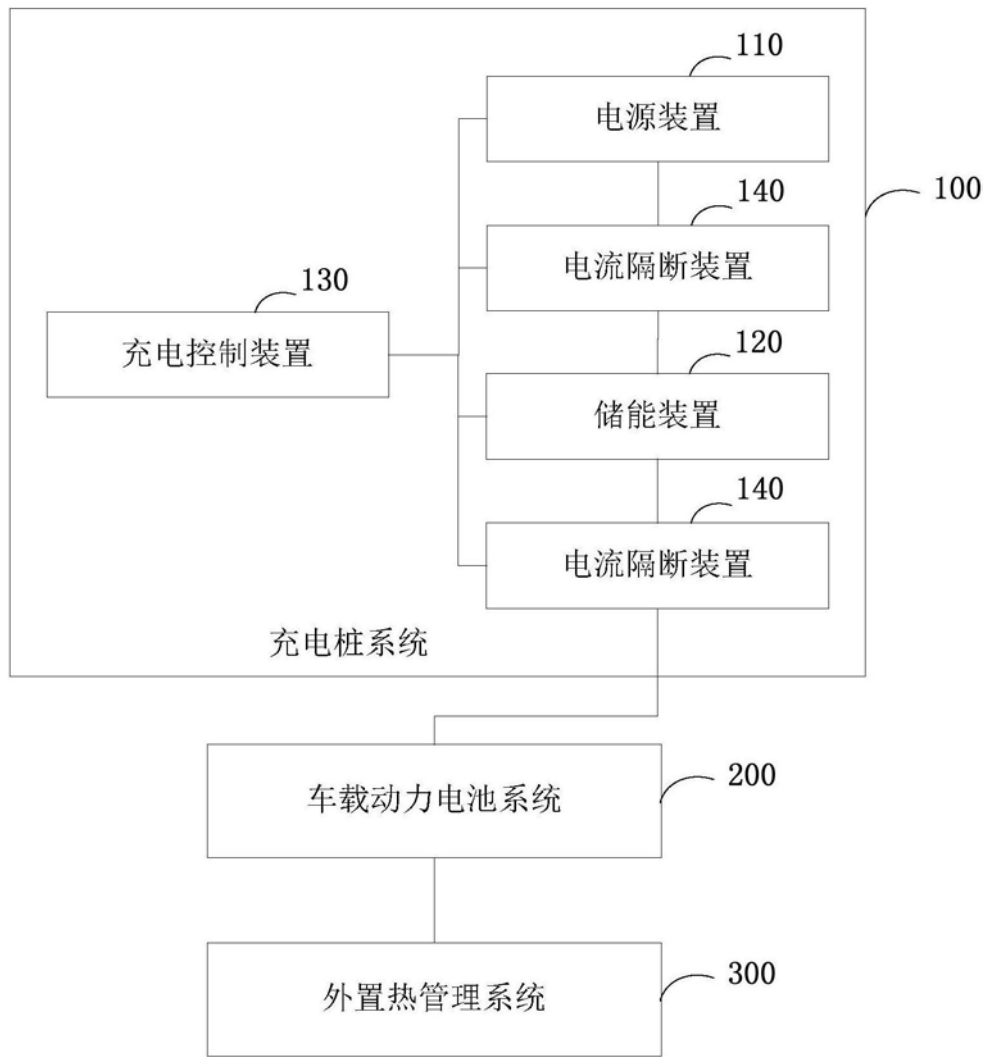 110
电源装置
100
140
电流隔断装置
130
充电控制装置
120
储能装置
140
电流隔断装置
充电桩系统
200
车载动力电池系统
300
外置热管理系统